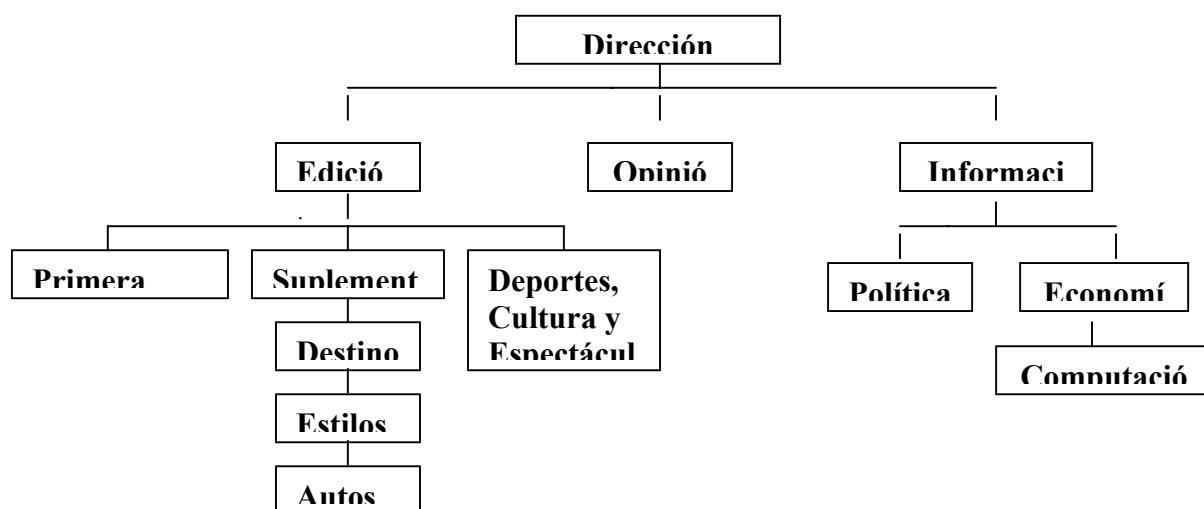 Dirección
Edició
Opinió
Informaci
Primera
Suplement
Deportes,
Cultura y
Espectácul
Política
Economí
Destino
Computació
Estilos
Autos